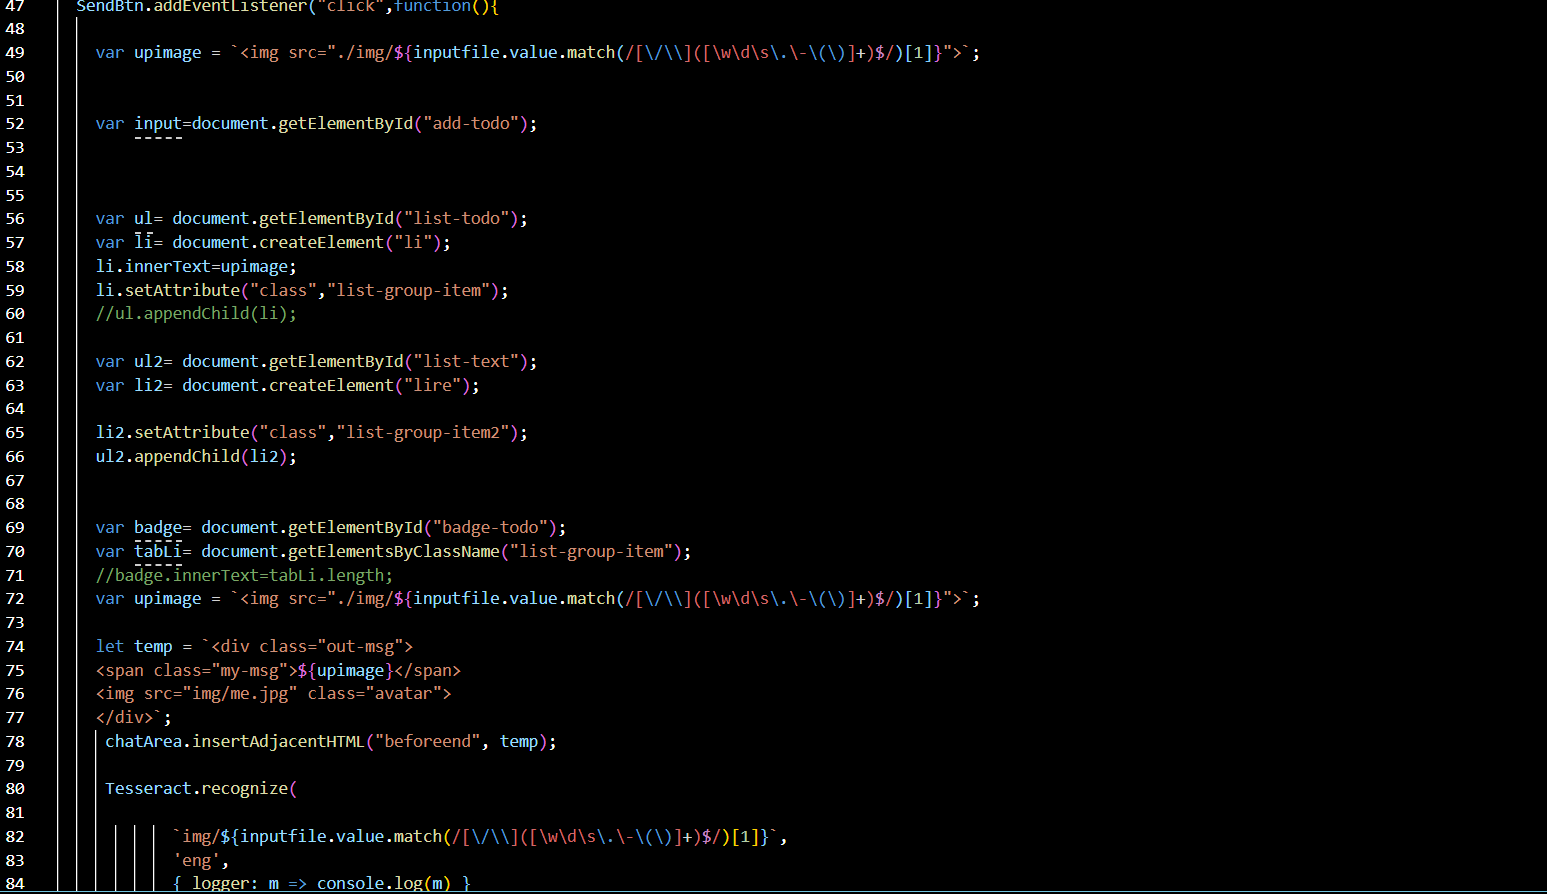 47 SendBtn.addEventListener("click",function(){
48
49 var upimage = `<img src="./img/${inputfile.value.match(/[\/\\]([\w\d\s\.\-\(\)]+)$/)[1]}">`;
50
51
52 var input=document.getElementById("add-todo");
53
54
55
56 var ul= document.getElementById("list-todo");
57 var li= document.createElement("li");
58 li.innerText=upimage;
59 li.setAttribute("class","list-group-item");
60 //ul.appendChild(li);
61
62 var ul2= document.getElementById("list-text");
63 var li2= document.createElement("lire");
64
65 li2.setAttribute("class","list-group-item2");
66 ul2.appendChild(li2);
67
68
69 var badge= document.getElementById("badge-todo");
70 var tabLi= document.getElementsByClassName("list-group-item");
71 //badge.innerText=tabLi.length;
72 var upimage = `<img src="./img/${inputfile.value.match(/[\/\\]([\w\d\s\.\-\(\)]+)$/)[1]}">`;
73
74 let temp = `<div class="out-msg">
75 <span class="my-msg">${upimage}</span>
76 <img src="img/me.jpg" class="avatar">
77 </div>`;
78 chatArea.insertAdjacentHTML("beforeend", temp);
79
80 Tesseract.recognize(
81
82 `img/${inputfile.value.match(/[\/\\]([\w\d\s\.\-\(\)]+)$/)[1]}`,
83 'eng',
84 { logger: m => console.log(m) }